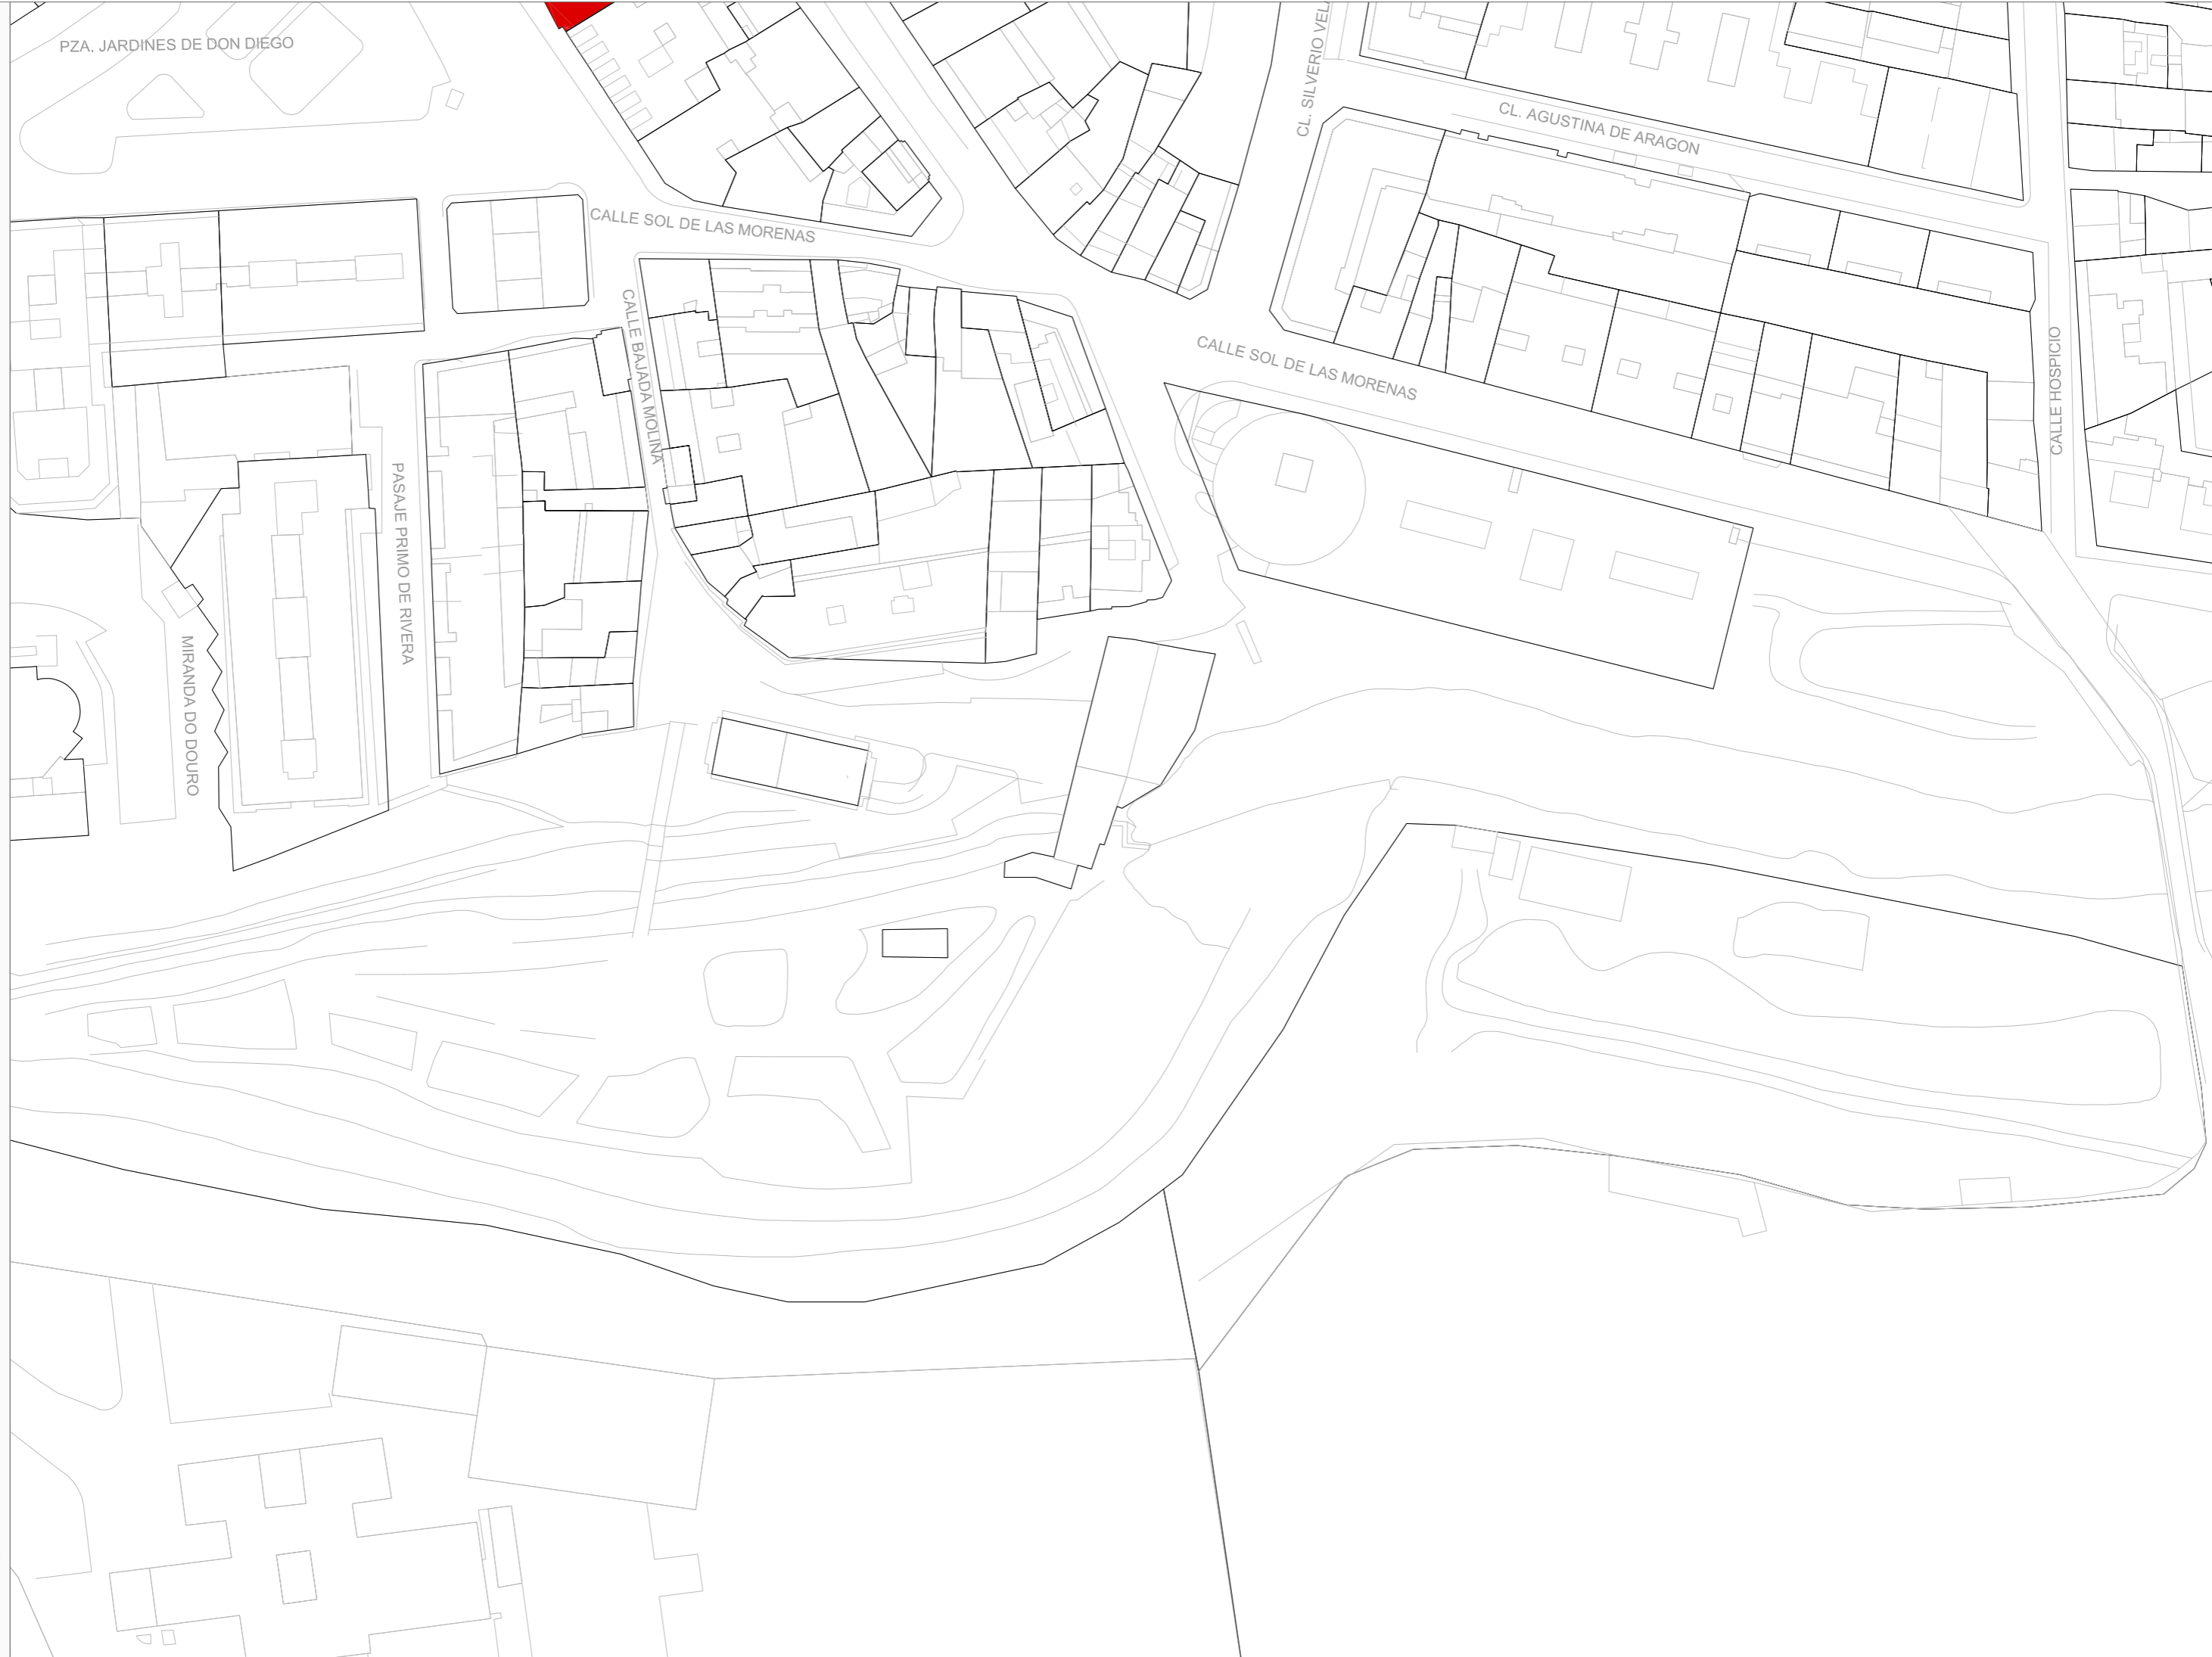 PZA. JARDINES DE DON DIEGO
CL. SILVERIO VEL
CL. AGUSTINA DE ARAGON
CALLE SOL DE LAS MORENAS
CALLE BAJADA MOLINA
CALLE SOL DE LAS MORENAS
CALLE HOSPICIO
PASAJE PRIMO DE RIVERA
MIRANDA DO DOURO